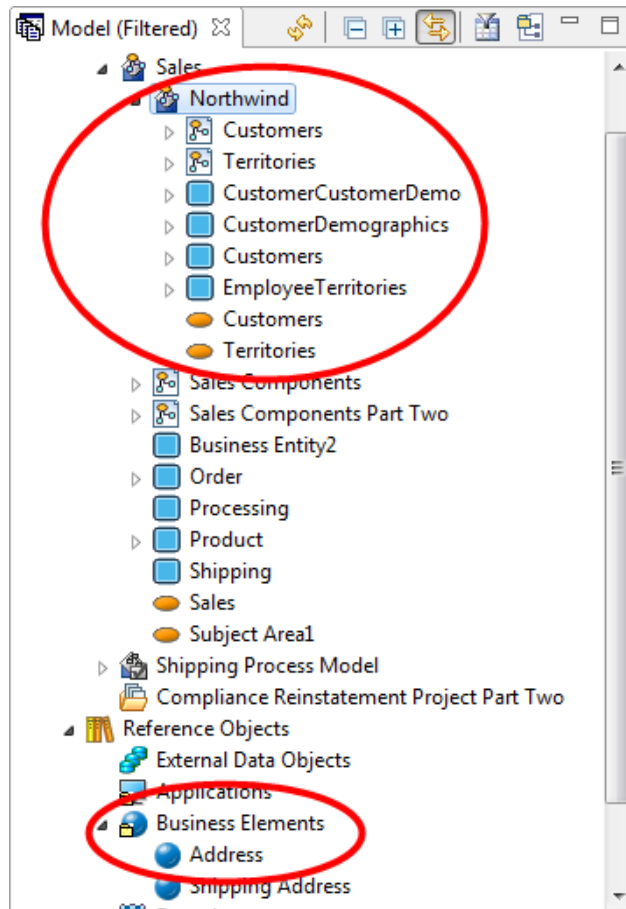 Model (Filtered)
Sales
Northwind
Customers
Territories
CustomerCustomerDemo
CustomerDemographics
Customers
EmployeeTerritories
Customers
Territories
Sales Components
Sales Components Part Two
Business Entity2
Order
Processing
Product
Shipping
Sales
Subject Area1
Shipping Process Model
Compliance Reinstatement Project Part Two
Reference Objects
External Data Objects
Applications
Business Elements
Address
Shipping Address